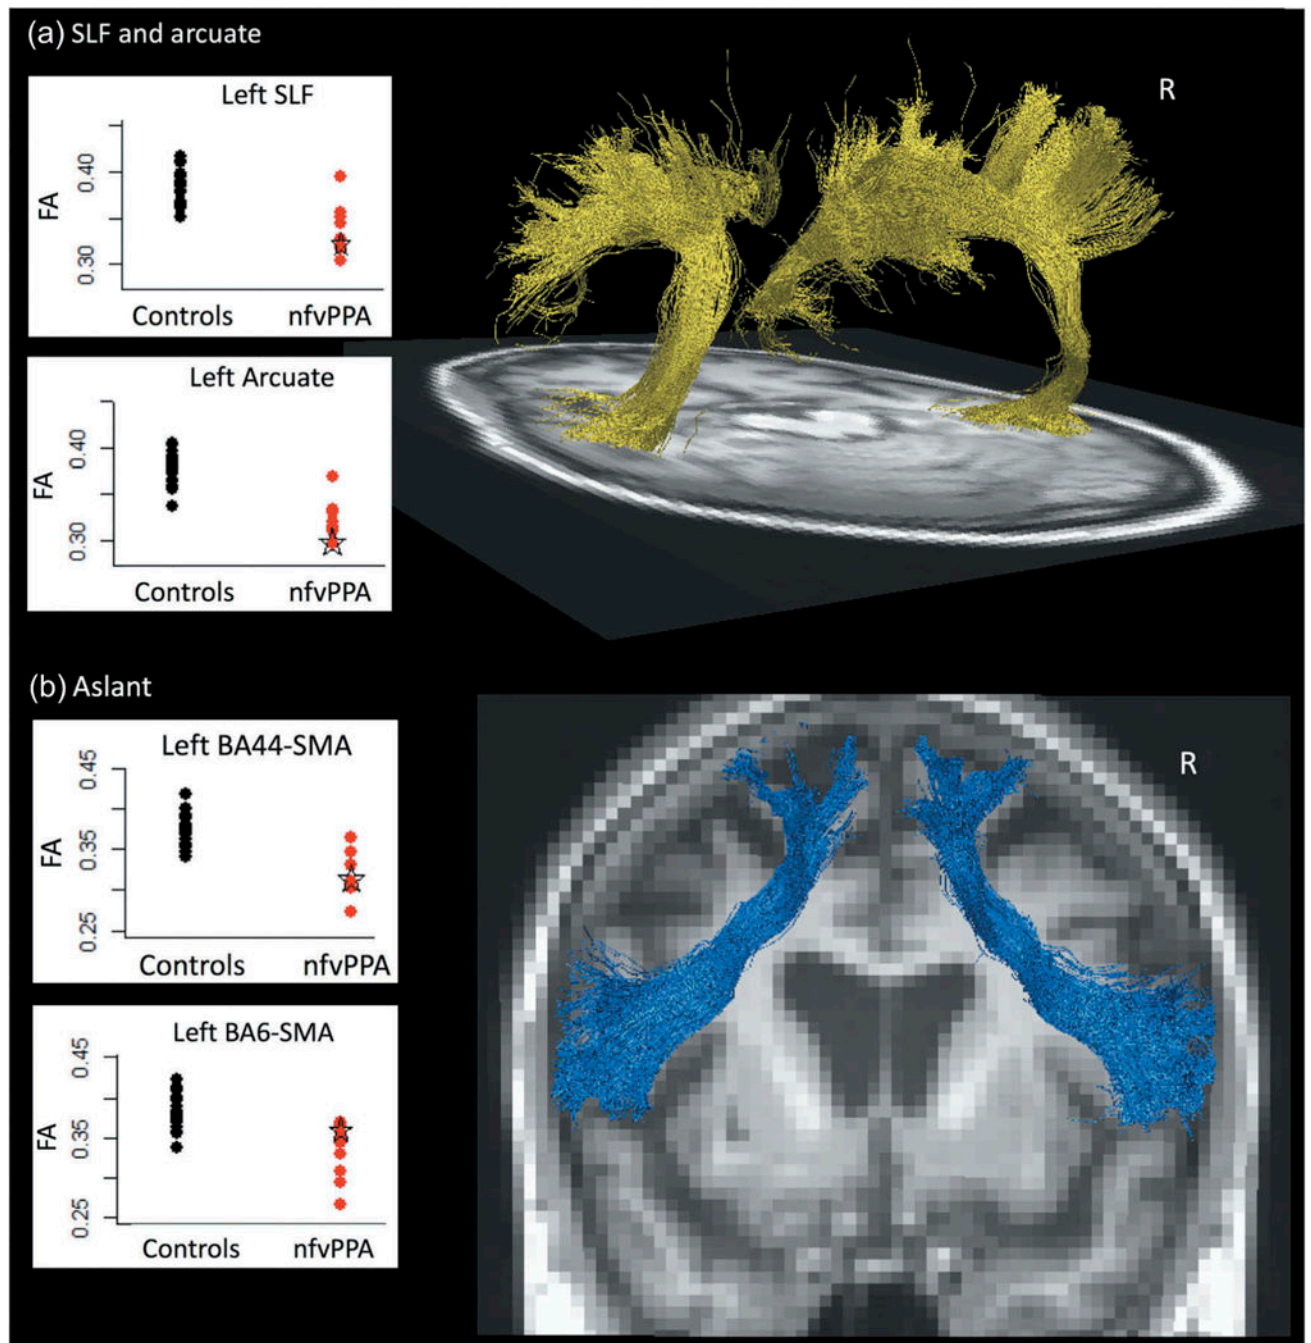 (a) SLF and arcuate
R
Left SLF
FA
0.40
0.30
Controls nfvPPA
Left Arcuate
FA
0.40
0.30
Controls nfvPPA
(b) Aslant
R
Left BA44-SMA
FA
0.45
0.35
0.25
Controls nfvPPA
Left BA6-SMA
FA
0.45
0.35
0.25
Controls nfvPPA